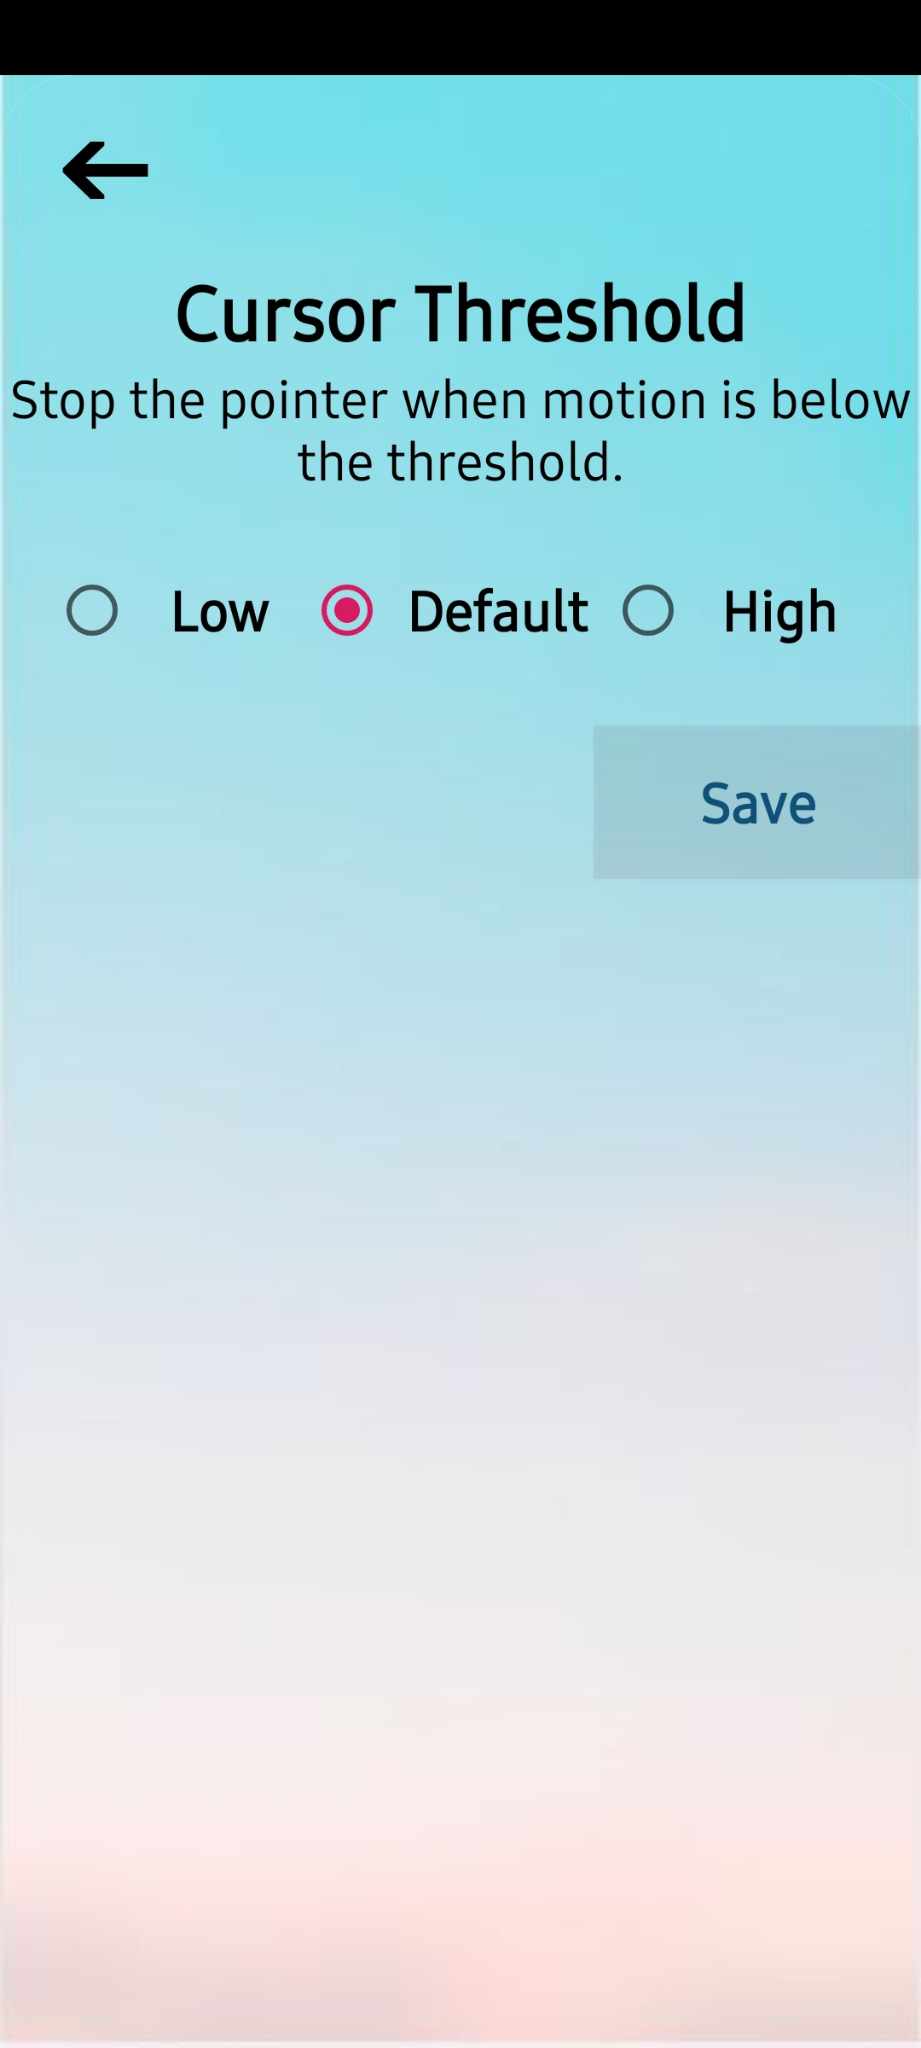 Cursor Threshold
Stop the pointer when motion is below
the threshold.
Low Default High
Save